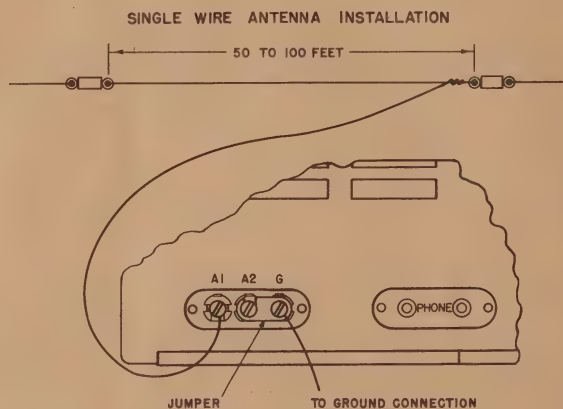 SINGLE WIRE ANTENNA INSTALLATION
50 TO 100 FEET
A1 A2 G
PHONE
JUMPER TO GROUND CONNECTION